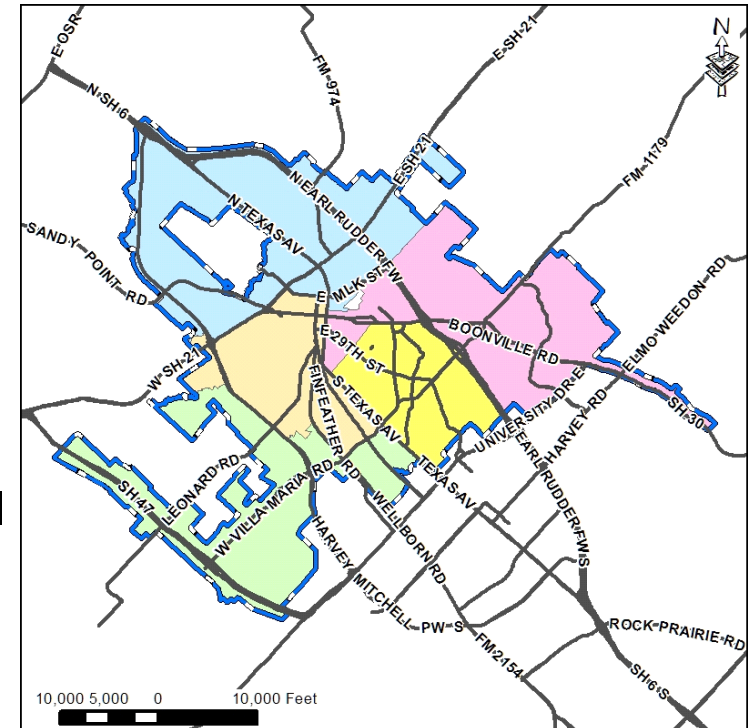 N
E OSR
N SH 6
FM 974
E SH 21
FM 1179
E SH 21
N EARL RUDDER FW
N TEXAS AV
SANDY POINT RD
E MLK ST
ELMO WEEDON RD
BOONVILLE RD
E 29TH ST
W SH 21
FINFEATHER RD
S TEXAS AV
UNIVERSITY DR E
SH 30
HARVEY RD
EARL RUDDER FW S
TEXAS AV
LEONARD RD
SH 47
W VILLA MARIA RD
WELLBORN RD
HARVEY MITCHELL PW S
FM 2154
ROCK PRAIRIE RD
SH 6 S
10,000 5,000 0 10,000 Feet